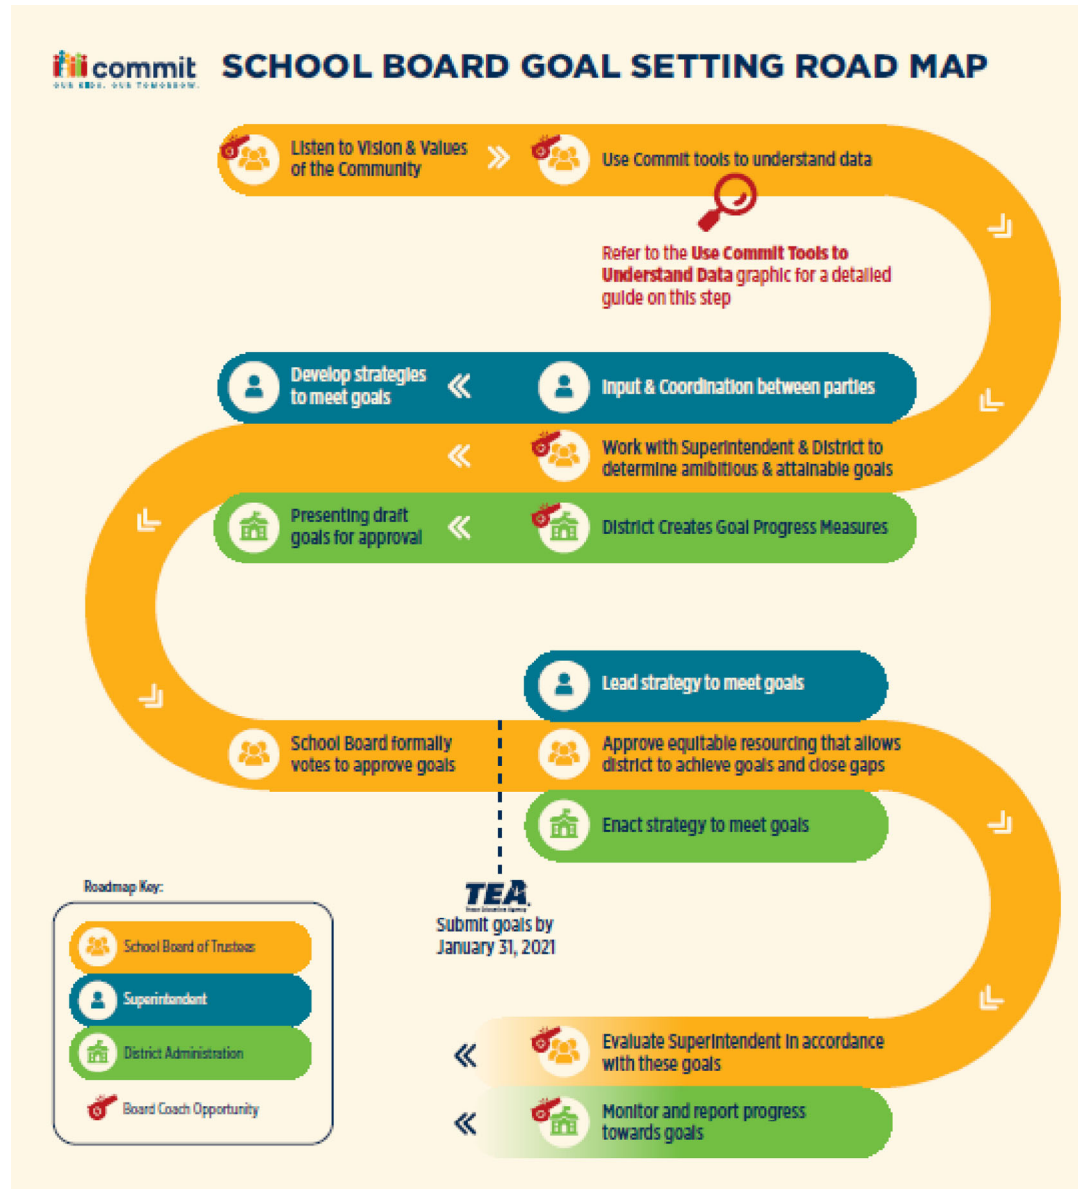 commit
OUR KIDS. OUR TOMORROW.
SCHOOL BOARD GOAL SETTING ROAD MAP
Listen to Vision & Values
of the Community
Use Commit tools to understand data
Refer to the Use Commit Tools to
Understand Data graphic for a detailed
guide on this step
Develop strategies
to meet goals
Input & Coordination between parties
Work with Superintendent & District to
determine amibitious & attainable goals
Presenting draft
goals for approval
District Creates Goal Progress Measures
Lead strategy to meet goals
School Board formally
votes to approve goals
Approve equitable resourcing that allows
district to achieve goals and close gaps
Enact strategy to meet goals
TEA
Texas Education Agency
Submit goals by
January 31, 2021
Roadmap Key:
School Board of Trustees
Superintendent
District Administration
Board Coach Opportunity
Evaluate Superintendent in accordance
with these goals
Monitor and report progress
towards goals